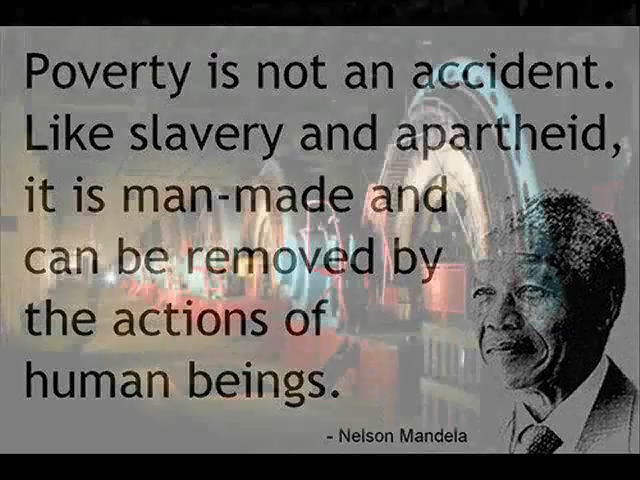 Poverty is not an accident.
Like slavery and apartheid,
it is man-made and
can be removed by
the actions of
human beings.
- Nelson Mandela